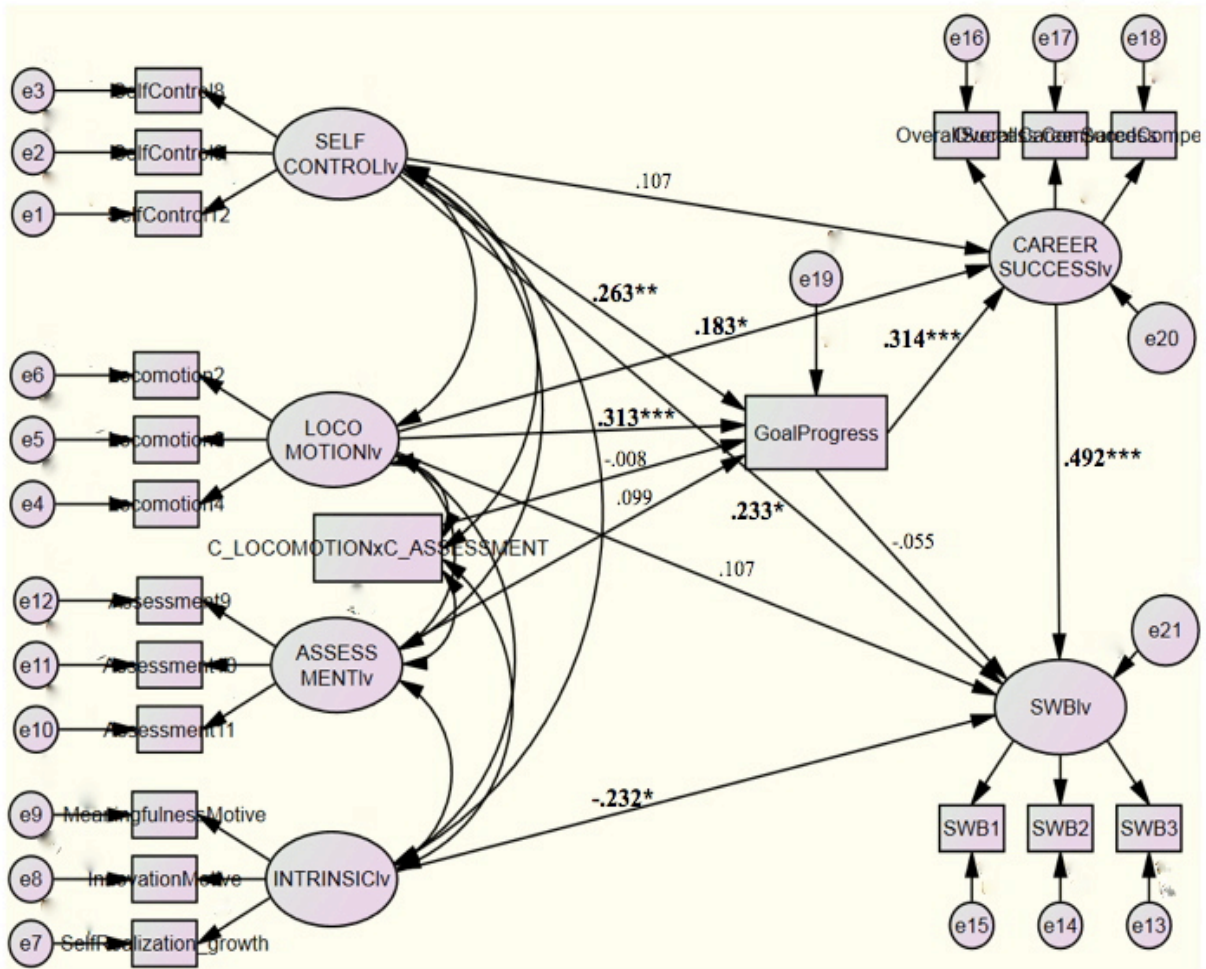 e16
e17
e18
e3
SelfControl8
e2
e1
SelfControl12
SELF
CONTROLlv
.107
CAREER
SUCCESSlv
e19
e20
.263**
.183*
.314***
e6
Locomotion2
e5
e4
Locomotion4
LOCO
MOTIONlv
.313***
GoalProgress
-.008
.099
.492***
.233*
-.055
C_LOCOMOTIONxC_ASSESSMENT
.107
e12
Assessment9
e11
e10
Assessment11
ASSESS
MENTlv
e21
SWBlv
-.232*
e9
MeaningfulnessMotive
e8
InnovationMotive
e7
SelfRealization_growth
INTRINSIClv
SWB1
SWB2
SWB3
e15
e14
e13